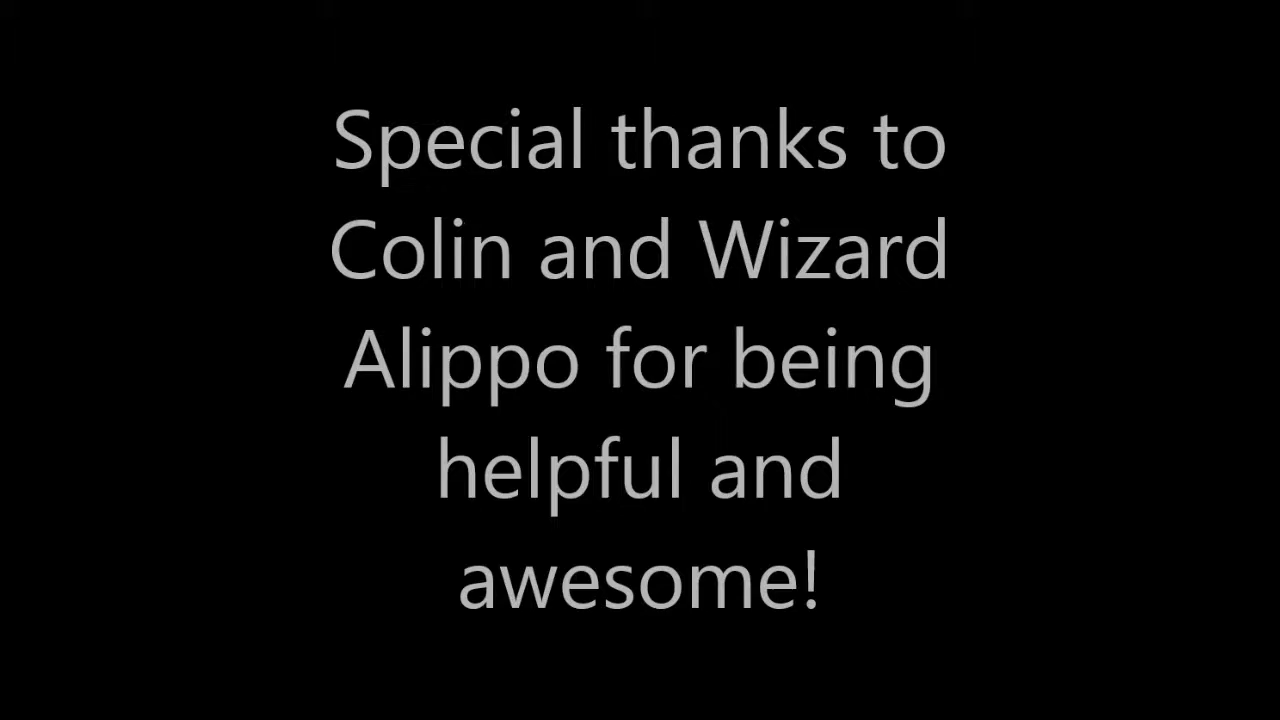 Special thanks to
Colin and Wizard
Alippo for being
helpful and
awesome!